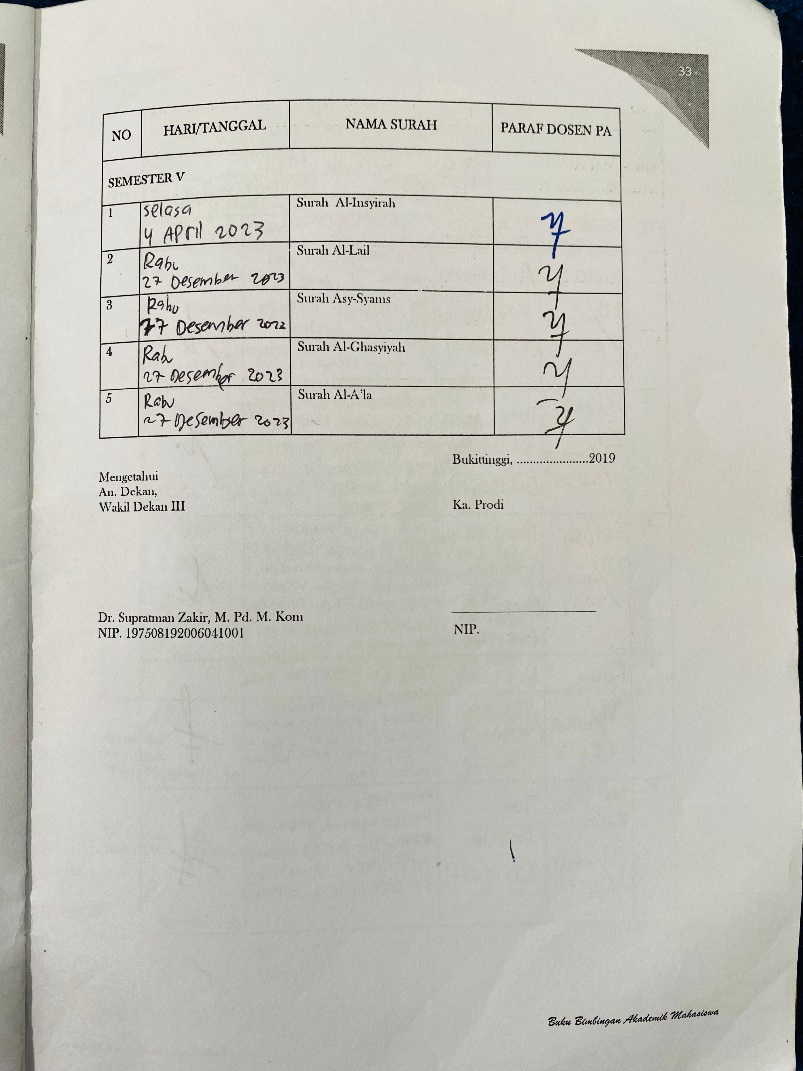 33
NO HARI/TANGGAL NAMA SURAH PARAF DOSEN PA
SEMESTER V
1 Selasa Surah Al-Insyirah
4 April 2023
2 Rabu Surah Al-Lail
27 Desember 2023
3 Rabu Surah Asy-Syams
27 Desember 2022
4 Rab Surah Al-Ghasyiyah
27 Desember 2023
5 Rabu Surah Al-A'la
27 Desember 2023
Bukittinggi, ......................2019
Mengetahui
An. Dekan,
Wakil Dekan III Ka. Prodi
Dr. Supratman Zakir, M. Pd. M. Kom
NIP. 197508192006041001 NIP.
Buku Bimbingan Akademik Mahasiswa